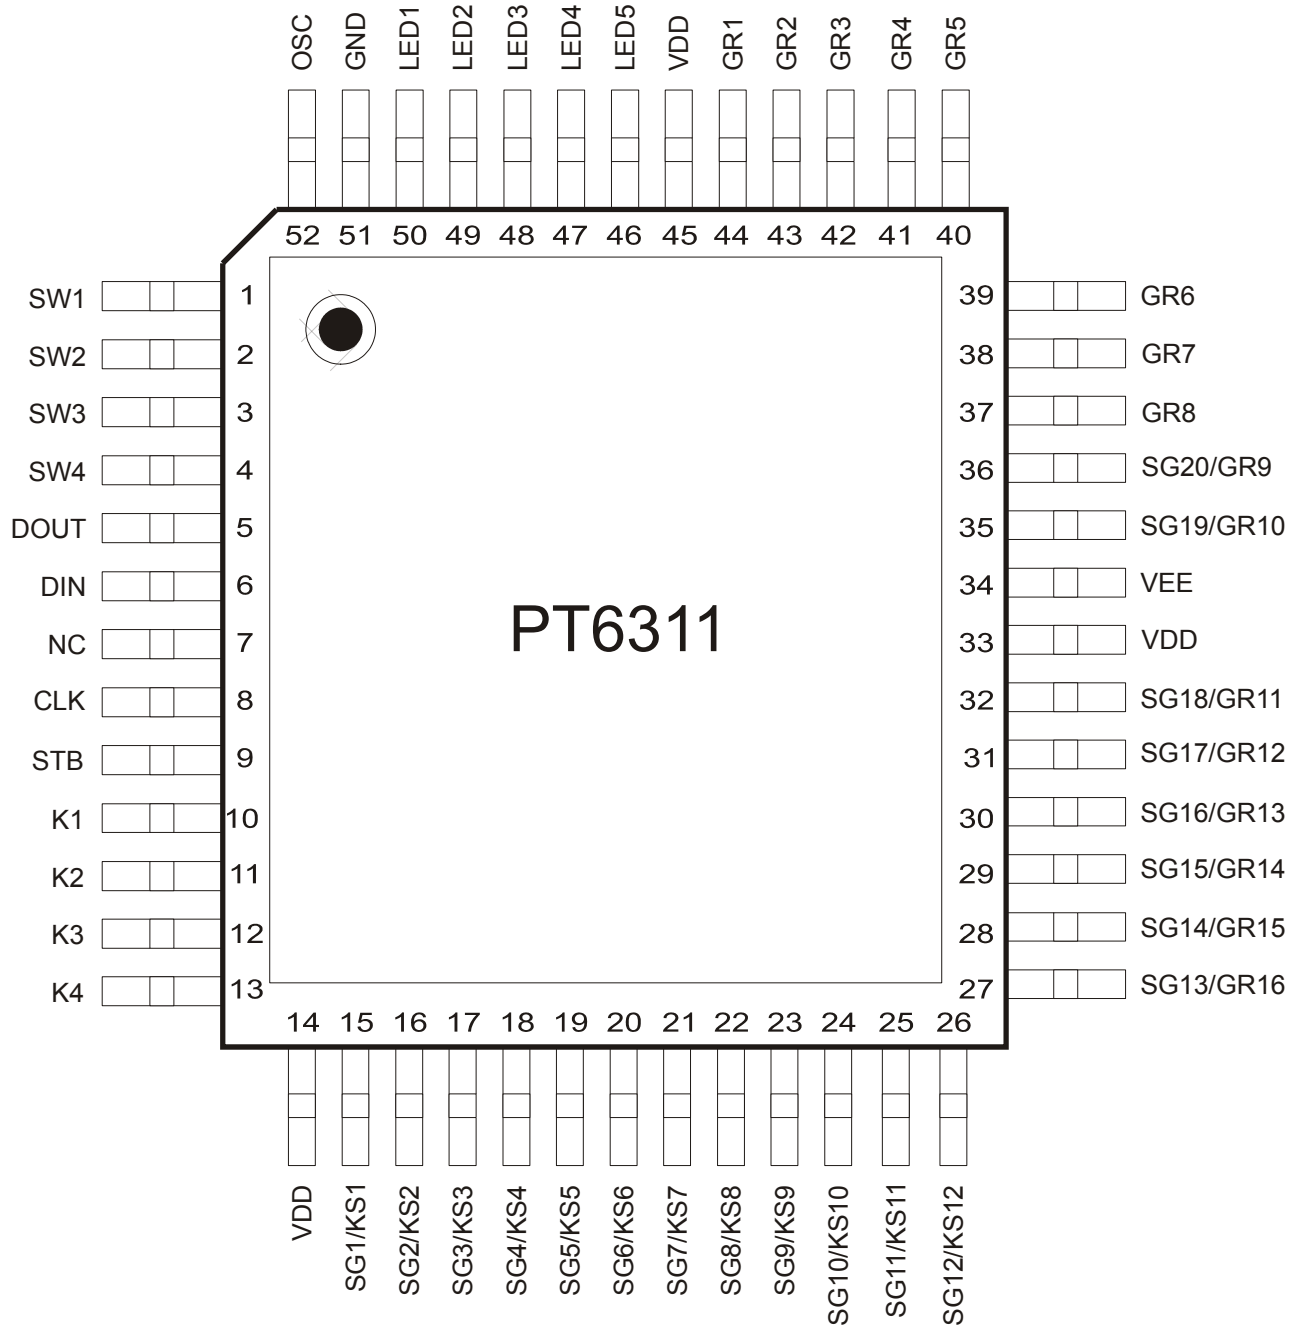 OSC GND LED1 LED2 LED3 LED4 LED5 VDD GR1 GR2 GR3 GR4 GR5
52 51 50 49 48 47 46 45 44 43 42 41 40
SW1 1 39 GR6
SW2 2 38 GR7
SW3 3 37 GR8
SW4 4 36 SG20/GR9
DOUT 5 35 SG19/GR10
DIN 6 34 VEE
PT6311
NC 7 33 VDD
CLK 8 32 SG18/GR11
STB 9 31 SG17/GR12
K1 10 30 SG16/GR13
K2 11 29 SG15/GR14
K3 12 28 SG14/GR15
K4 13 27 SG13/GR16
14 15 16 17 18 19 20 21 22 23 24 25 26
VDD SG1/KS1 SG2/KS2 SG3/KS3 SG4/KS4 SG5/KS5 SG6/KS6 SG7/KS7 SG8/KS8 SG9/KS9 SG10/KS10 SG11/KS11 SG12/KS12